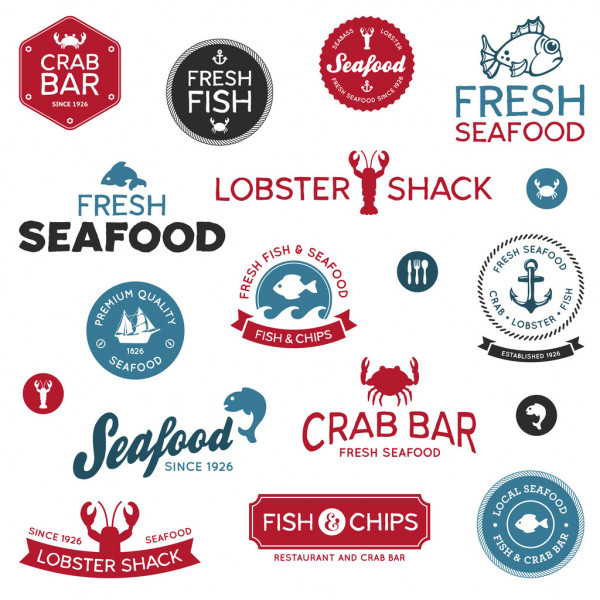 CRAB
BAR
SINCE 1926
FRESH
FISH
SEABASS LOBSTER
Seafood
FRESH SEAFOOD SINCE 1926
FRESH
SEAFOOD
FRESH
SEAFOOD
LOBSTER SHACK
PREMIUM QUALITY
1826
SEAFOOD
FRESH FISH & SEAFOOD
FISH & CHIPS
FRESH SEAFOOD
CRAB • LOBSTER • FISH
ESTABLISHED 1926
Seafood
SINCE 1926
CRAB BAR
FRESH SEAFOOD
SINCE 1926 SEAFOOD
LOBSTER SHACK
FISH & CHIPS
RESTAURANT AND CRAB BAR
LOCAL SEAFOOD
FISH & CRAB BAR